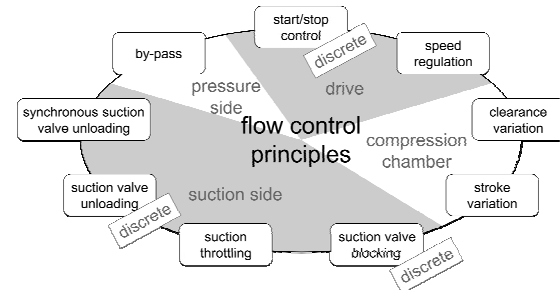 start/stop
control
discrete
speed
regulation
by-pass
pressure
side
drive
synchronous suction
valve unloading
flow control
principles
clearance
variation
compression
chamber
suction valve
unloading
discrete
suction side
stroke
variation
suction
throttling
suction valve
blocking
discrete